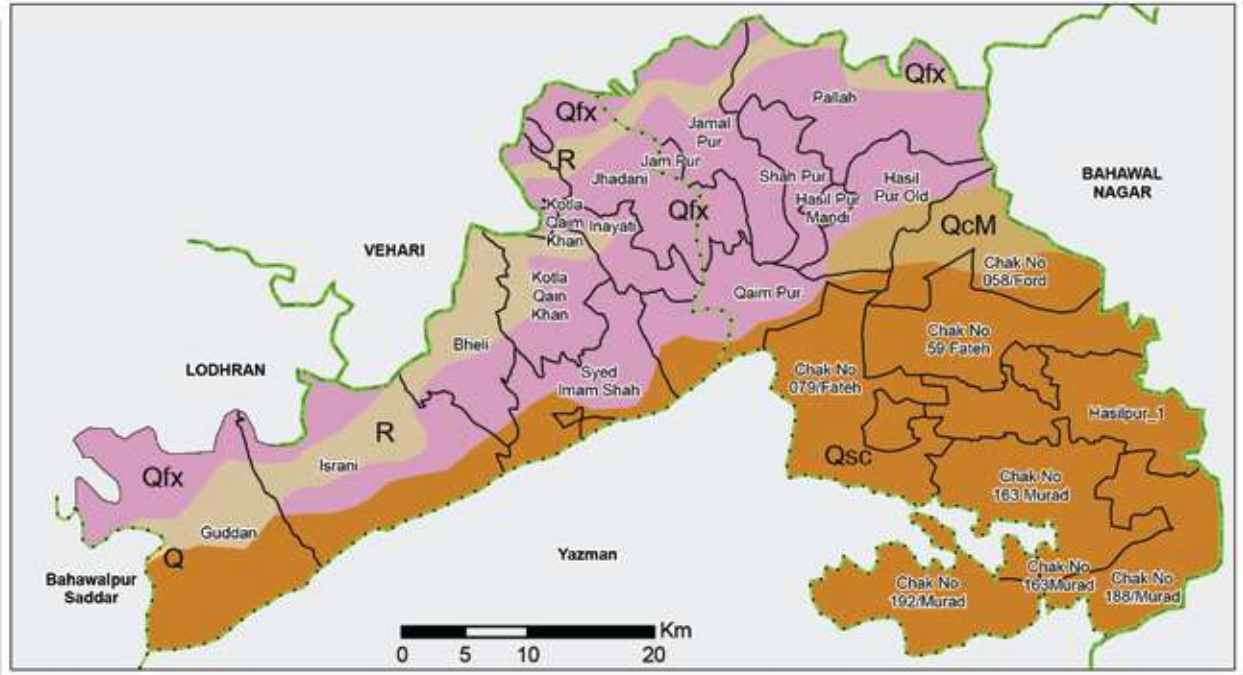 Qfx
Pallah
Qfx
Jamal
Pur
R
Jam Pur
Jhadani
Shah Pur
Hasil
Pur Old
BAHAWAL
NAGAR
Hasil Pur
Mandi
Kotla
Qaim
Khan
Inayati
Qfx
QcM
VEHARI
Chak No
058/Ford
Kotla
Qain
Khan
Qaim Pur
Bheli
Chak No
59 Fateh
LODHRAN
Syed
Imam Shah
Chak No
079/Fateh
Hasilpur_1
R
Qsc
Israni
Qfx
Chak No
163 Murad
Guddan
Q
Yazman
Bahawalpur
Saddar
Chak No
192/Murad
Chak No
163Murad
Chak No
188/Murad
Km
0 5 10 20